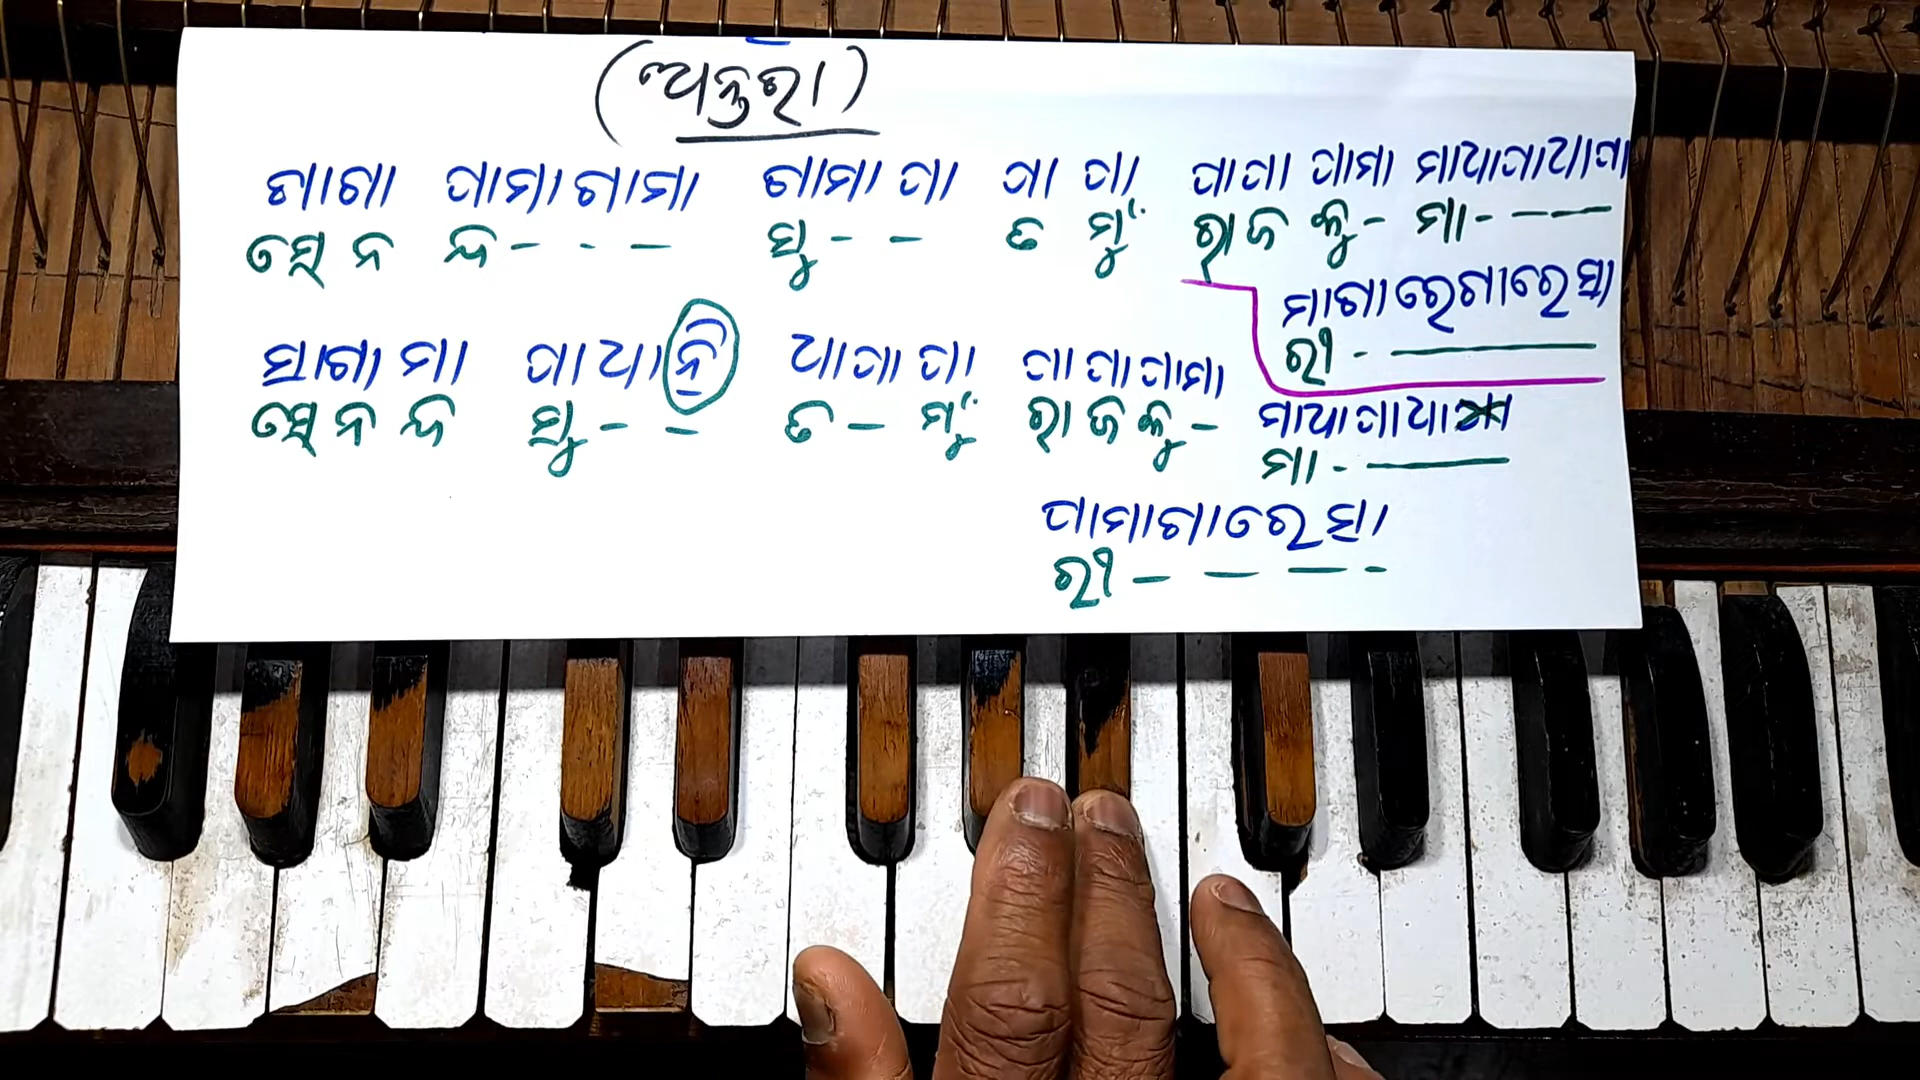 (ଅନ୍ତରା)
ଗାଗା ପାମାଗାମା ଗାମା ପା ପା ପା ପାପା ପାମା ମାଧାପାଧାପା
ସେ ନ ନ୍ଦ - - - ସୁ - - ତ ମୁଁ ରାଜ କୁ - ମା - - -
ମାଗାରେଗାରେସା
ରୀ - -
ସାଗା ମା ପା ଧା ନି ଧାପା ପା ପା ପା ପାମା
ସେ ନ ନ୍ଦ ସୁ - - ତ - ମୁଁ ରାଜ କୁ -
ମାଧାପାଧା
ମା - -
ପାମାଗାରେସା
ରୀ - - - -